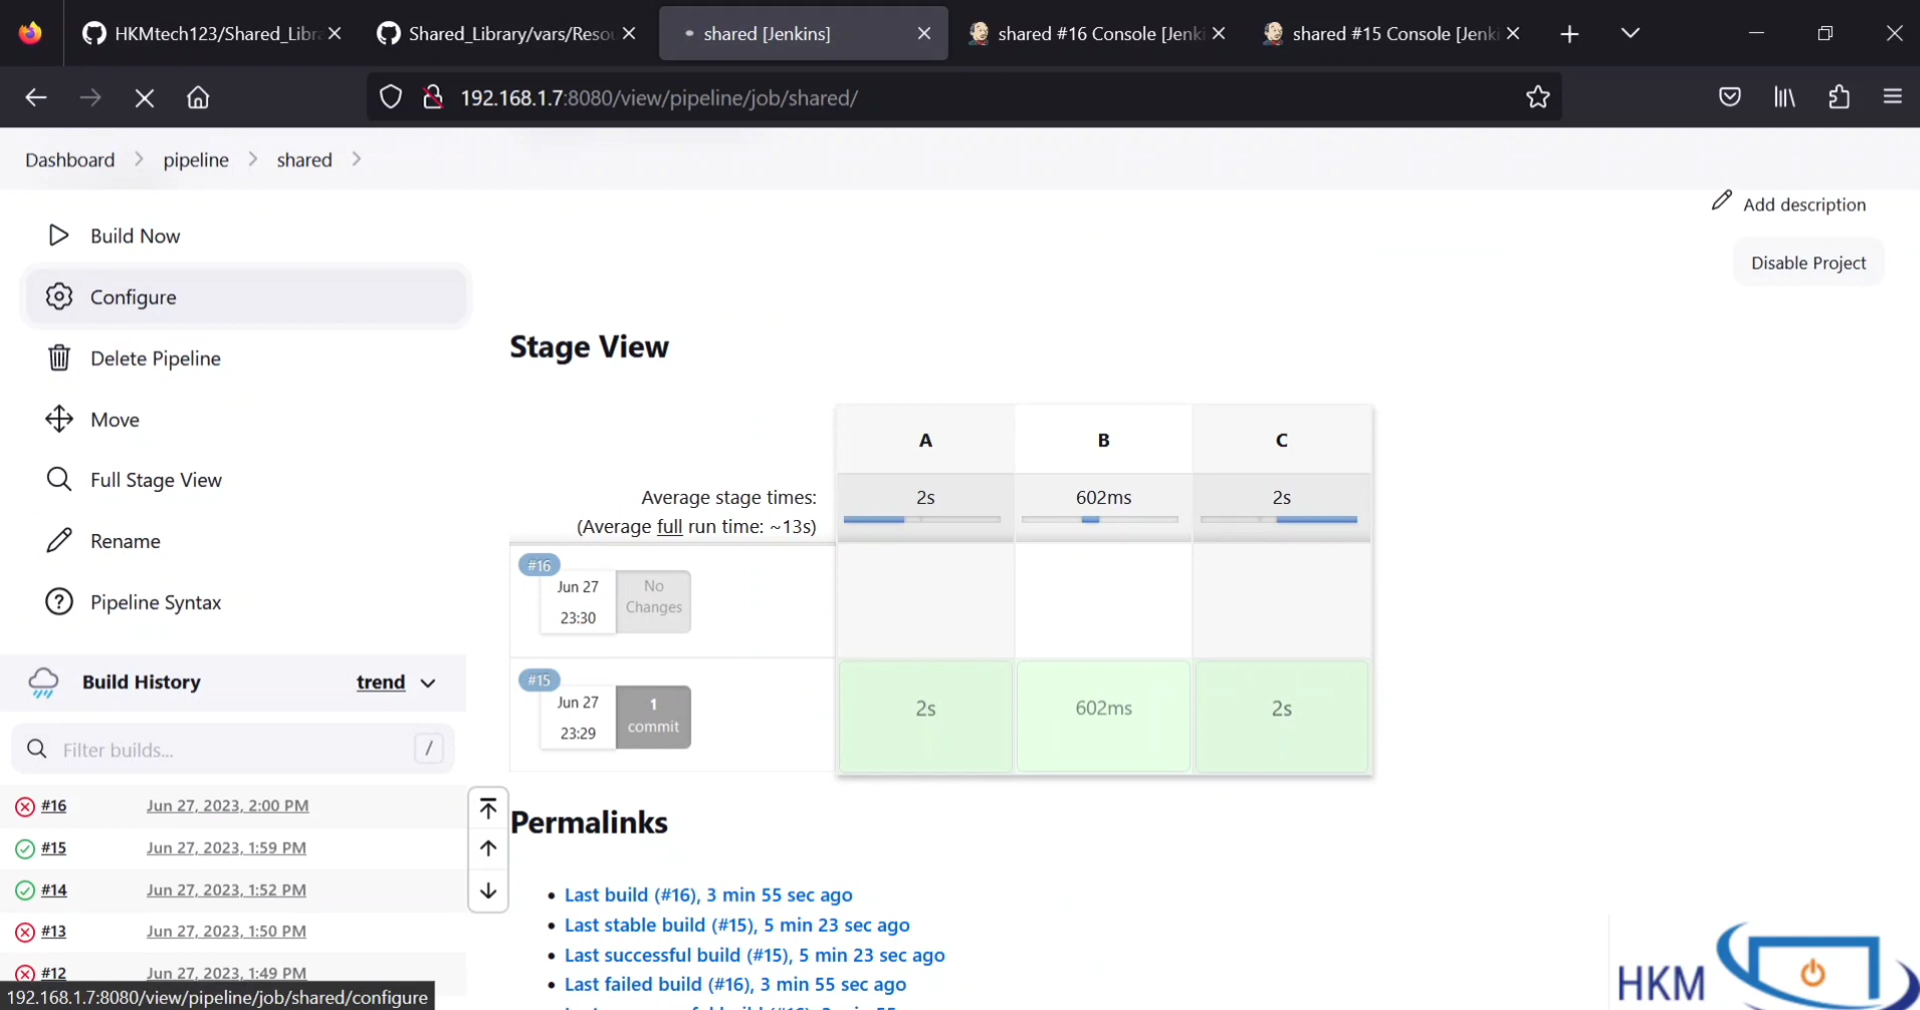 HKMtech123/Shared_Libra
Shared_Library/vars/Resou
shared [Jenkins]
shared #16 Console [Jenki
shared #15 Console [Jenki
192.168.1.7:8080/view/pipeline/job/shared/
Dashboard
pipeline
shared
Add description
Disable Project
Build Now
Configure
Delete Pipeline
Move
Full Stage View
Rename
Pipeline Syntax
Build History
trend
Filter builds...
/
#16 Jun 27, 2023, 2:00 PM
#15 Jun 27, 2023, 1:59 PM
#14 Jun 27, 2023, 1:52 PM
#13 Jun 27, 2023, 1:50 PM
#12 Jun 27, 2023, 1:49 PM
192.168.1.7:8080/view/pipeline/job/shared/configure
Stage View
A B C
Average stage times: 2s 602ms 2s
(Average full run time: ~13s)
#16
Jun 27
23:30
No
Changes
#15
Jun 27
23:29
1
commit
2s 602ms 2s
Permalinks
Last build (#16), 3 min 55 sec ago
Last stable build (#15), 5 min 23 sec ago
Last successful build (#15), 5 min 23 sec ago
Last failed build (#16), 3 min 55 sec ago
HKM